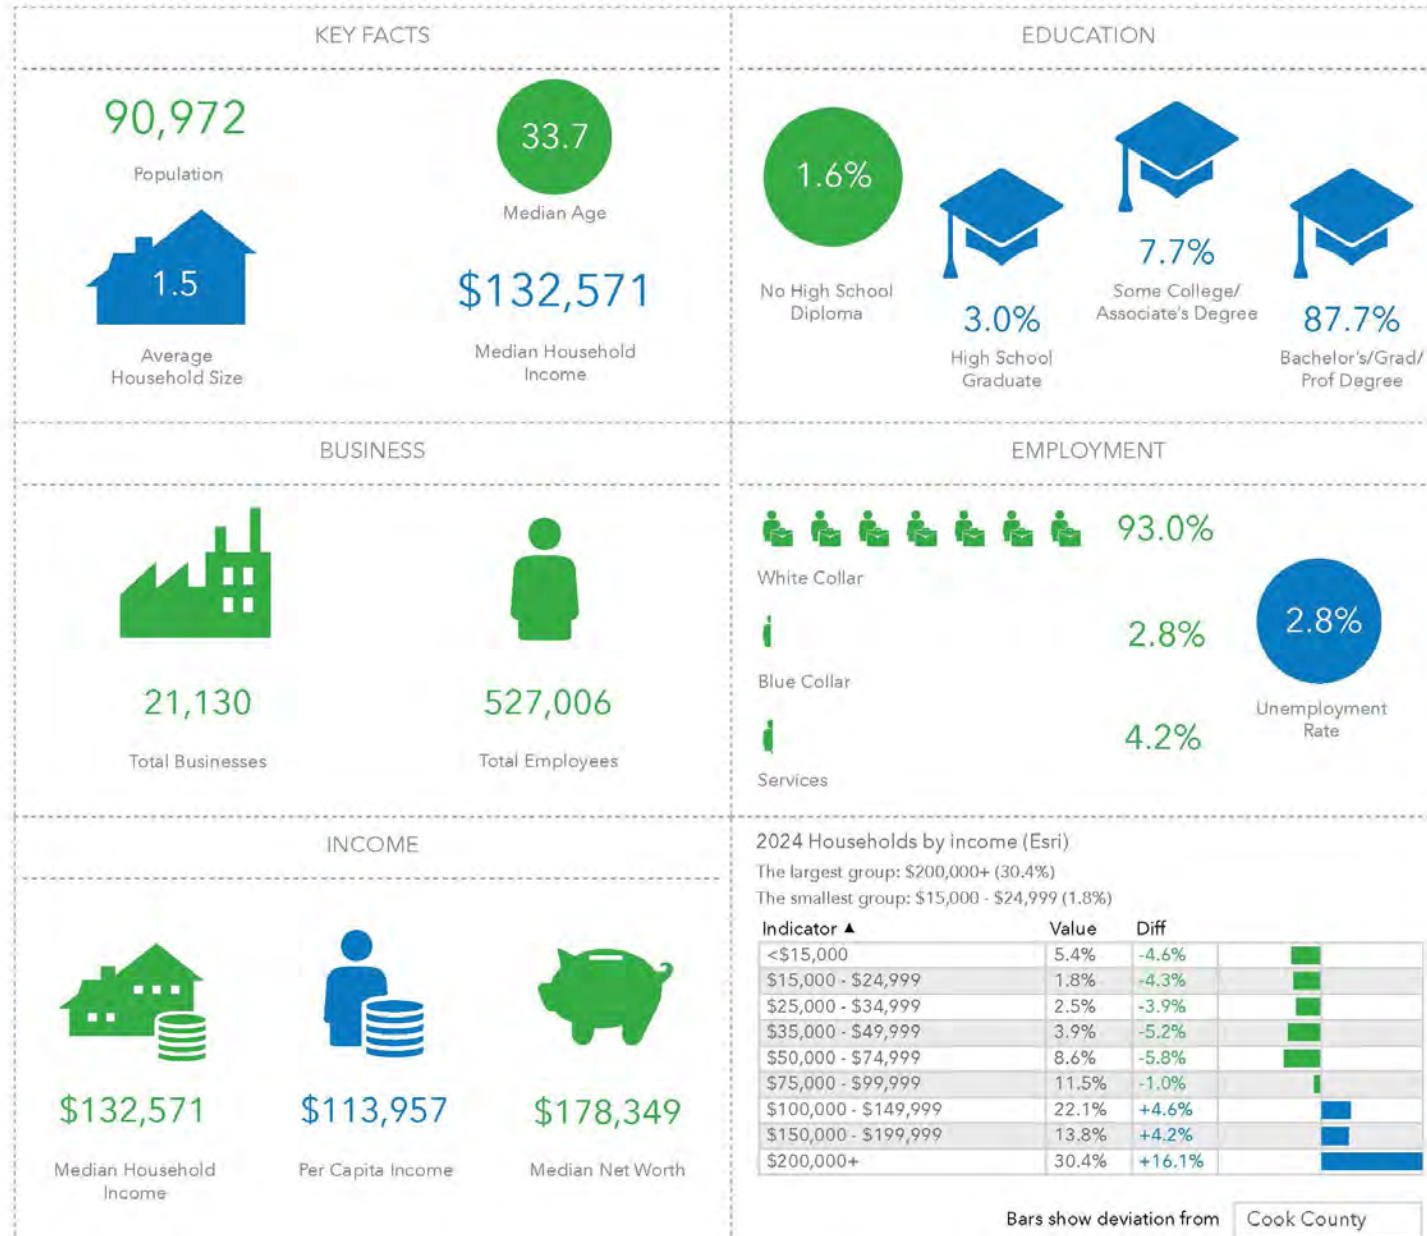 KEY FACTS
90,972
Population
33.7
Median Age
1.5
Average
Household Size
$132,571
Median Household
Income
EDUCATION
1.6%
No High School
Diploma
3.0%
High School
Graduate
7.7%
Some College/
Associate's Degree
87.7%
Bachelor's/Grad/
Prof Degree
BUSINESS
21,130
Total Businesses
527,006
Total Employees
EMPLOYMENT
93.0%
White Collar
2.8%
Blue Collar
4.2%
Services
2.8%
Unemployment
Rate
INCOME
$132,571
Median Household
Income
$113,957
Per Capita Income
$178,349
Median Net Worth
2024 Households by income (Esri)
The largest group: $200,000+ (30.4%)
The smallest group: $15,000 - $24,999 (1.8%)
Indicator ▲ Value Diff
<$15,000 5.4% -4.6%
$15,000 - $24,999 1.8% -4.3%
$25,000 - $34,999 2.5% -3.9%
$35,000 - $49,999 3.9% -5.2%
$50,000 - $74,999 8.6% -5.8%
$75,000 - $99,999 11.5% -1.0%
$100,000 - $149,999 22.1% +4.6%
$150,000 - $199,999 13.8% +4.2%
$200,000+ 30.4% +16.1%
Bars show deviation from Cook County